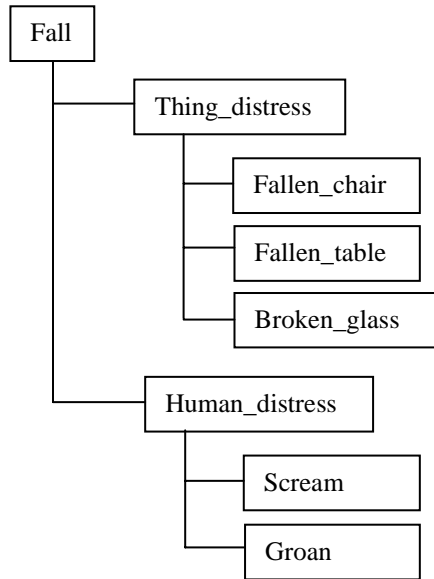 Fall
Thing_distress
Fallen_chair
Fallen_table
Broken_glass
Human_distress
Scream
Groan